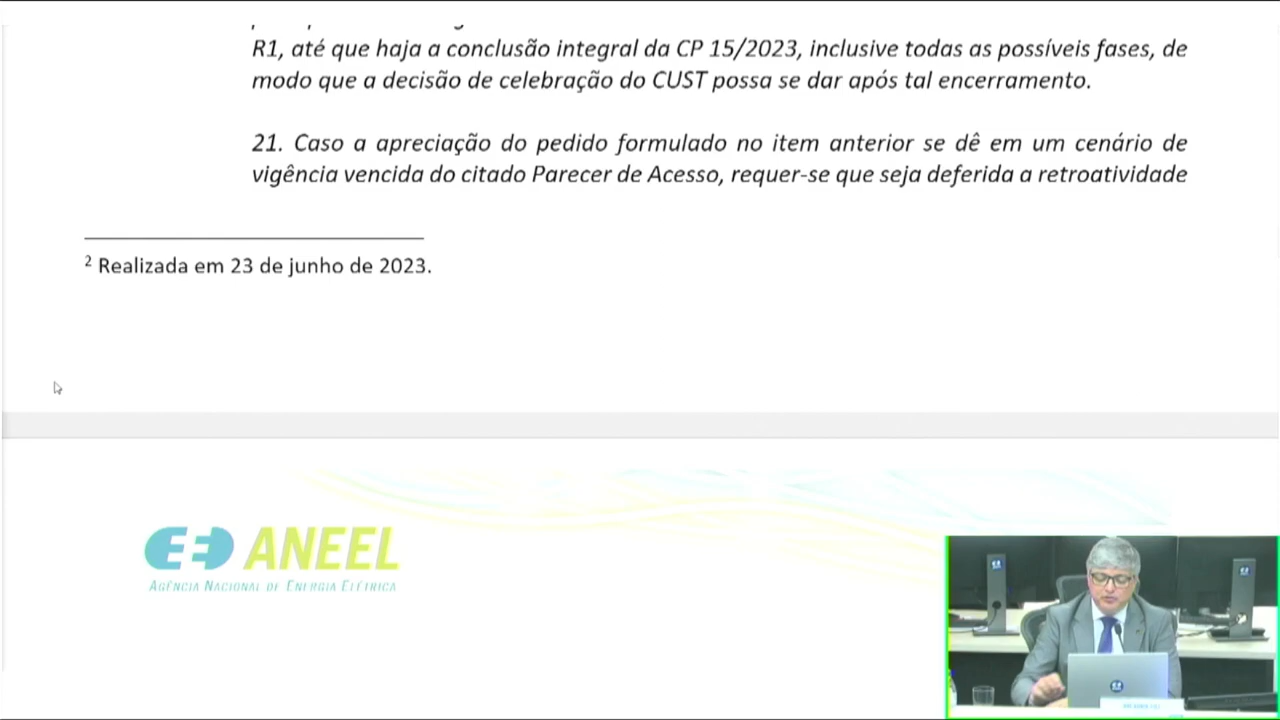 R1, até que haja a conclusão integral da CP 15/2023, inclusive todas as possíveis fases, de
modo que a decisão de celebração do CUST possa se dar após tal encerramento.
21. Caso a apreciação do pedido formulado no item anterior se dê em um cenário de
vigência vencida do citado Parecer de Acesso, requer-se que seja deferida a retroatividade
2 Realizada em 23 de junho de 2023.
ANEEL
AGÊNCIA NACIONAL DE ENERGIA ELÉTRICA